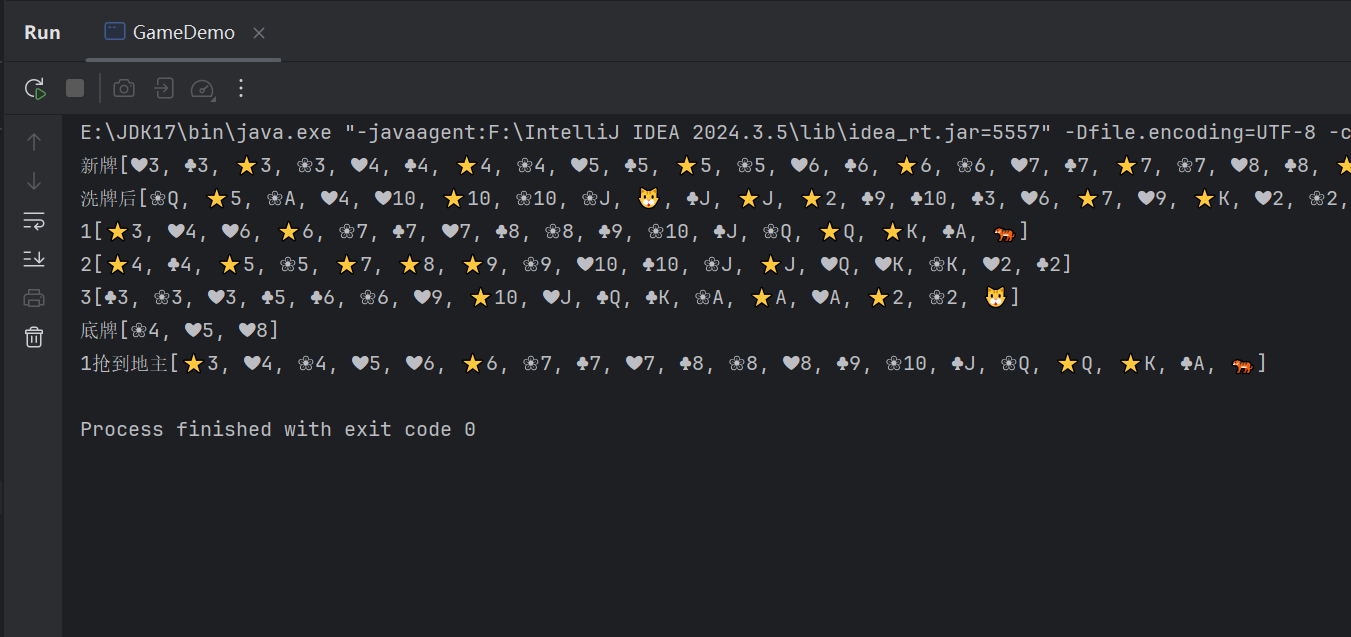 Run GameDemo
E:\JDK17\bin\java.exe "-javaagent:F:\IntelliJ IDEA 2024.3.5\lib\idea_rt.jar=5557" -Dfile.encoding=UTF-8 -c
新牌[♥3, ♣3, ⭐3, ❀3, ♥4, ♣4, ⭐4, ❀4, ♥5, ♣5, ⭐5, ❀5, ♥6, ♣6, ⭐6, ❀6, ♥7, ♣7, ⭐7, ❀7, ♥8, ♣8, ⭐
洗牌后[❀Q, ⭐5, ❀A, ♥4, ♥10, ⭐10, ❀10, ❀J, 🐱, ♣J, ⭐J, ⭐2, ♣9, ♣10, ♣3, ♥6, ⭐7, ♥9, ⭐K, ♥2, ❀2,
1[⭐3, ♥4, ♥6, ⭐6, ❀7, ♣7, ♥7, ♣8, ❀8, ♣9, ❀10, ♣J, ❀Q, ⭐Q, ⭐K, ♣A, 🐅]
2[⭐4, ♣4, ⭐5, ❀5, ⭐7, ⭐8, ⭐9, ❀9, ♥10, ♣10, ❀J, ⭐J, ♥Q, ♥K, ❀K, ♥2, ♣2]
3[♣3, ❀3, ♥3, ♣5, ♣6, ❀6, ♥9, ⭐10, ♥J, ♣Q, ♣K, ❀A, ⭐A, ♥A, ⭐2, ❀2, 🐱]
底牌[❀4, ♥5, ♥8]
1抢到地主[⭐3, ♥4, ❀4, ♥5, ♥6, ⭐6, ❀7, ♣7, ♥7, ♣8, ❀8, ♥8, ♣9, ❀10, ♣J, ❀Q, ⭐Q, ⭐K, ♣A, 🐅]
Process finished with exit code 0